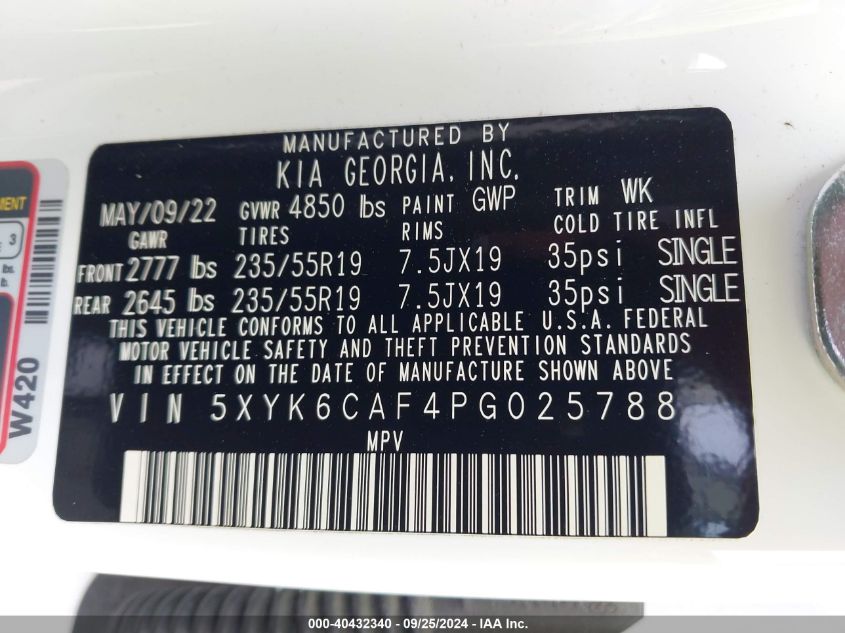 MANUFACTURED BY
KIA GEORGIA, INC.
MAY/09/22 GVWR 4850 lbs PAINT GWP TRIM WK
GAWR TIRES RIMS COLD TIRE INFL
FRONT 2777 lbs 235/55R19 7.5JX19 35psi SINGLE
REAR 2645 lbs 235/55R19 7.5JX19 35psi SINGLE
THIS VEHICLE CONFORMS TO ALL APPLICABLE U.S.A. FEDERAL
MOTOR VEHICLE SAFETY AND THEFT PREVENTION STANDARDS
IN EFFECT ON THE DATE OF MANUFACTURE SHOWN ABOVE
VIN 5XYK6CAF4PG025788
MPV
3
lbs.
W420
000-40432340 - 09/25/2024 - © IAA Inc.